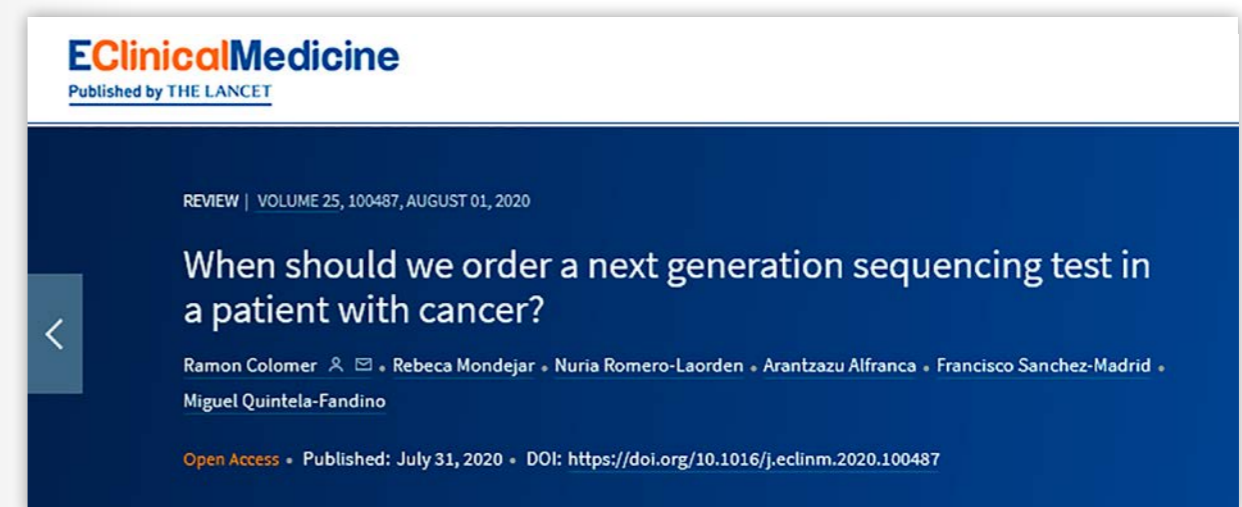 EClinicalMedicine
Published by THE LANCET
REVIEW | VOLUME 25, 100487, AUGUST 01, 2020
When should we order a next generation sequencing test in
a patient with cancer?
Ramon Colomer • Rebeca Mondejar • Nuria Romero-Laorden • Arantzazu Alfranca • Francisco Sanchez-Madrid •
Miguel Quintela-Fandino
Open Access • Published: July 31, 2020 • DOI: https://doi.org/10.1016/j.eclinm.2020.100487